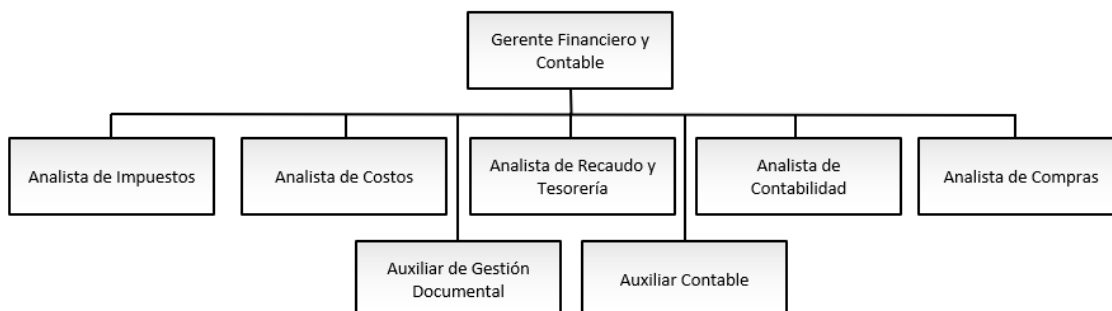 Gerente Financiero y
Contable
Analista de Impuestos
Analista de Costos
Analista de Recaudo y
Tesorería
Analista de
Contabilidad
Analista de Compras
Auxiliar de Gestión
Documental
Auxiliar Contable